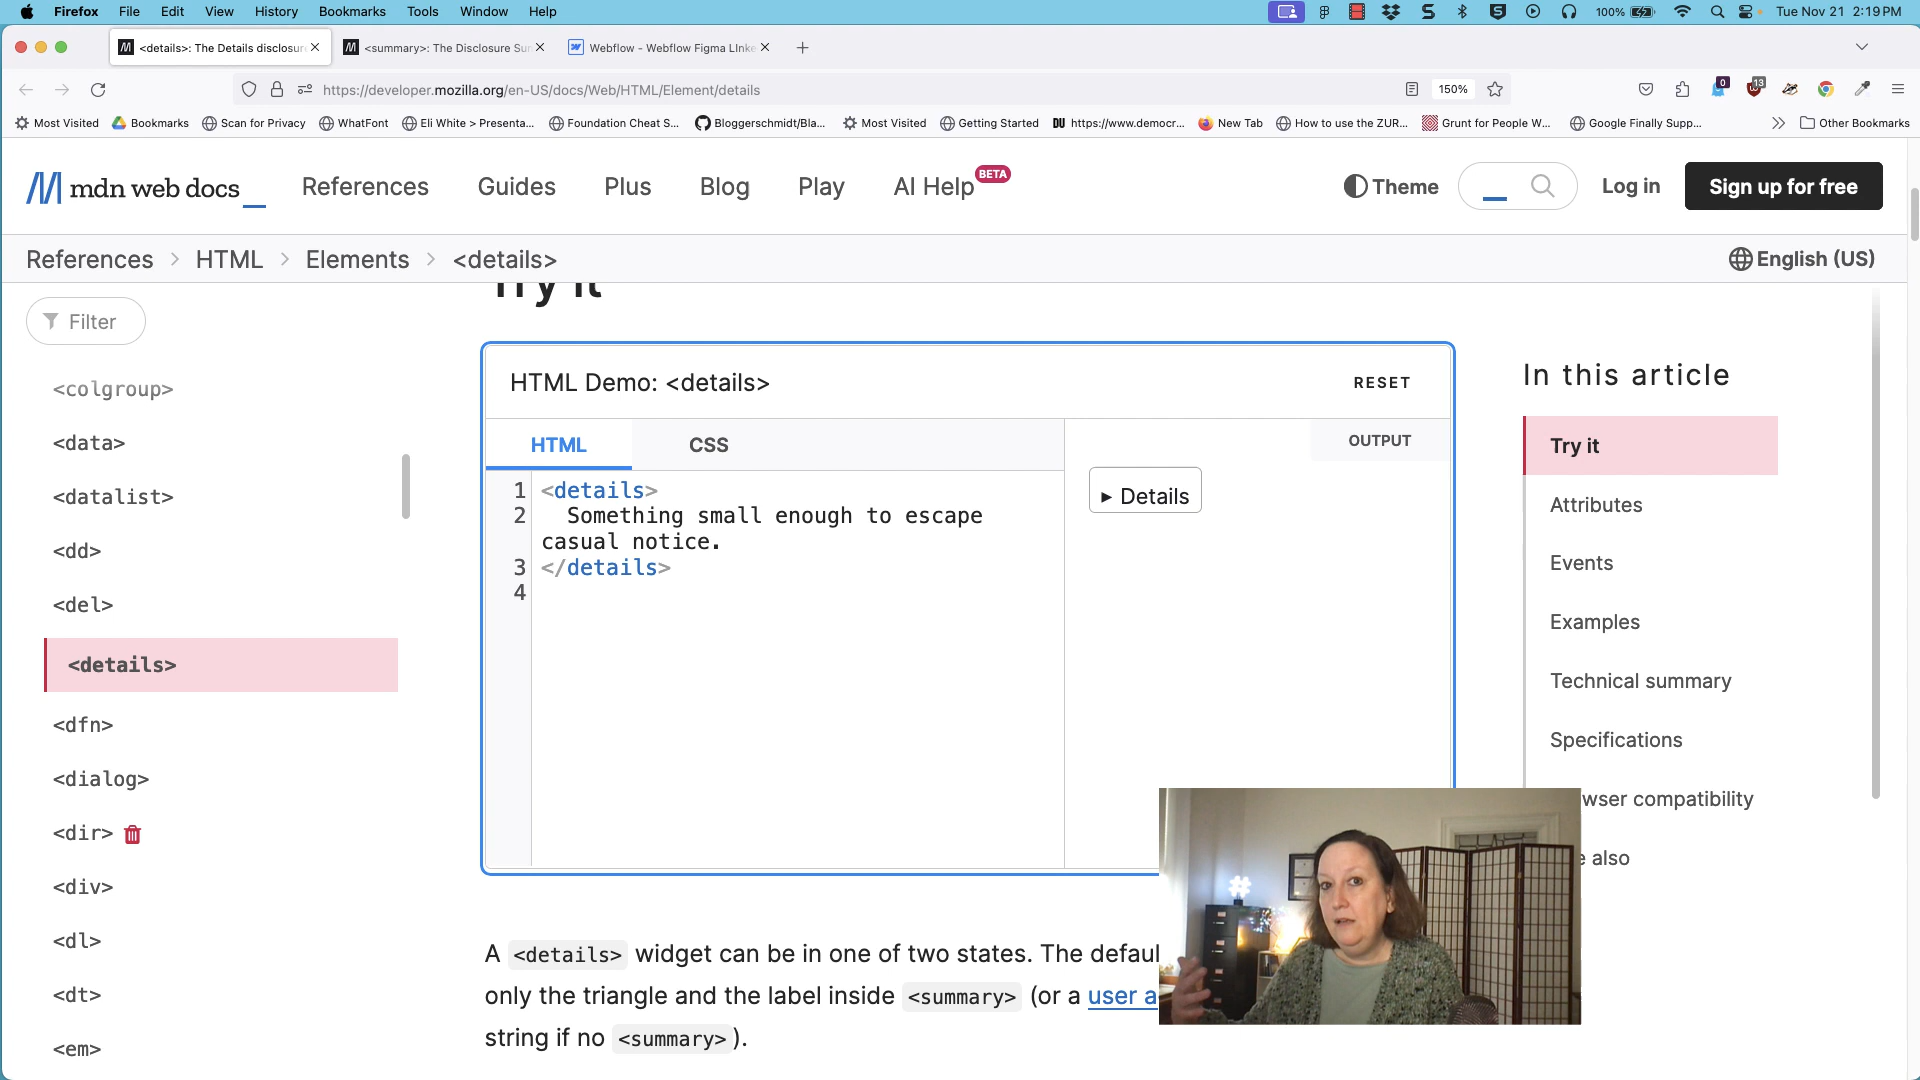 Firefox File Edit View History Bookmarks Tools Window Help 100% Tue Nov 21 2:19 PM
<details>: The Details disclosur
<summary>: The Disclosure Su
Webflow - Webflow Figma LInke
https://developer.mozilla.org/en-US/docs/Web/HTML/Element/details
150%
0
13
Most Visited Bookmarks Scan for Privacy WhatFont Eli White > Presenta... Foundation Cheat S... Bloggerschmidt/Bla... Most Visited Getting Started DU https://www.democr... New Tab How to use the ZUR... Grunt for People W... Google Finally Supp... Other Bookmarks
mdn web docs
References Guides Plus Blog Play AI Help BETA
Theme
Log in
Sign up for free
References > HTML > Elements > <details>
English (US)
Filter
<colgroup>
<data>
<datalist>
<dd>
<del>
<details>
<dfn>
<dialog>
<dir>
<div>
<dl>
<dt>
<em>
Try it
HTML Demo: <details>
RESET
HTML CSS
OUTPUT
1 <details>
2 Something small enough to escape
casual notice.
3 </details>
4
▸ Details
A <details> widget can be in one of two states. The defaul
only the triangle and the label inside <summary> (or a user a
string if no <summary>).
In this article
Try it
Attributes
Events
Examples
Technical summary
Specifications
wser compatibility
also